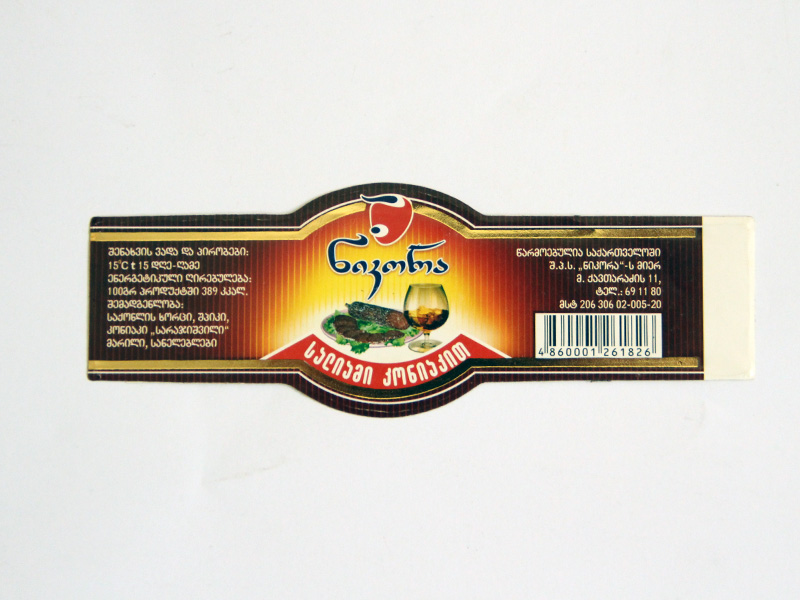 შენახვის ვადა და პირობები:
15°C t 15 დღე-ღამე
ენერგეტიკული ღირებულება:
100გრ პროდუქტში 389 კკალ.
შემადგენლობა:
საქონლის ხორცი, შპიკი,
კონიაკი „სარაჯიშვილი“
მარილი, სანელებლები
ნიკორა
სალიამი კონიაკით
წარმოებულია საქართველოში
შ.პ.ს. „ნიკორა“-ს მიერ
მ. ქავთარაძის 11,
ტელ.: 69 11 80
მსტ 206 306 02-005-20
4 860001 261826